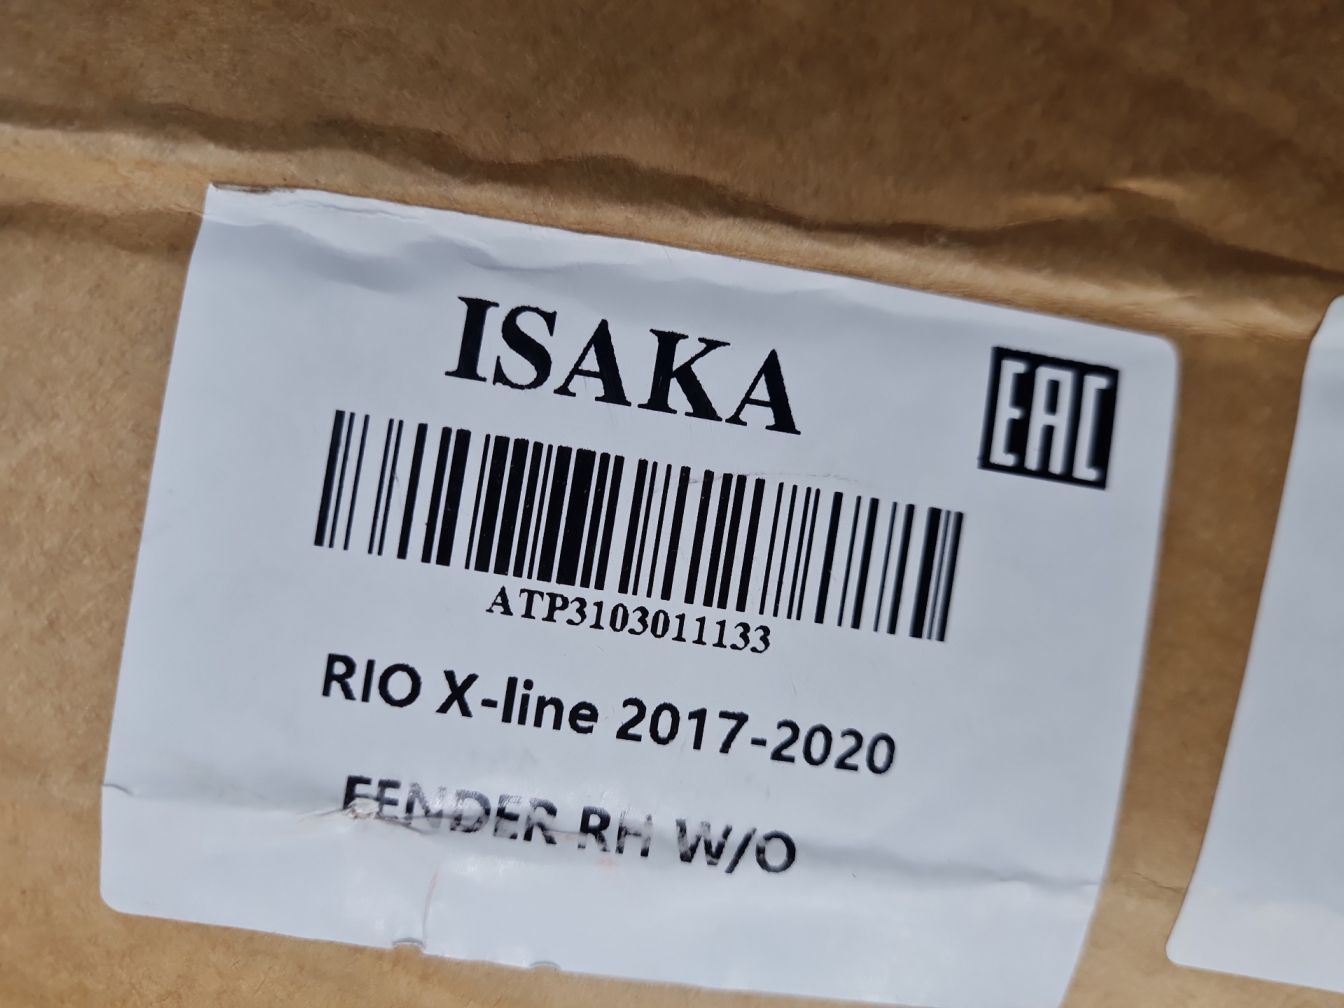 ISAKA
EAC
ATP3103011133
RIO X-line 2017-2020
FENDER RH W/O